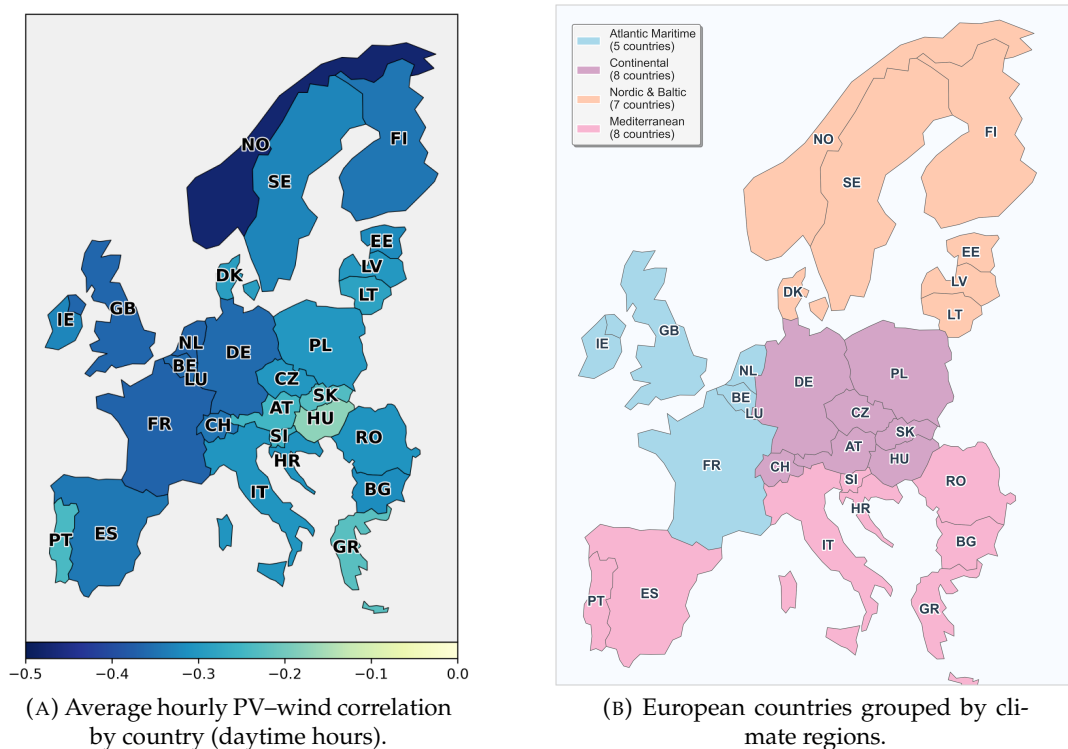 NO
FI
SE
EE
LV
DK
LT
GB
IE
NL
DE
PL
BE
LU
CZ
SK
AT
HU
FR
CH
SI
RO
HR
IT
BG
ES
PT
GR
−0.5 −0.4 −0.3 −0.2 −0.1 0.0
(A) Average hourly PV–wind correlation
by country (daytime hours).
Atlantic Maritime
(5 countries)
Continental
(8 countries)
Nordic & Baltic
(7 countries)
Mediterranean
(8 countries)
NO
FI
SE
EE
LV
DK
LT
GB
IE
NL
DE
PL
BE
LU
CZ
SK
AT
HU
FR
CH
SI
RO
HR
IT
BG
ES
PT
GR
(B) European countries grouped by cli-
mate regions.